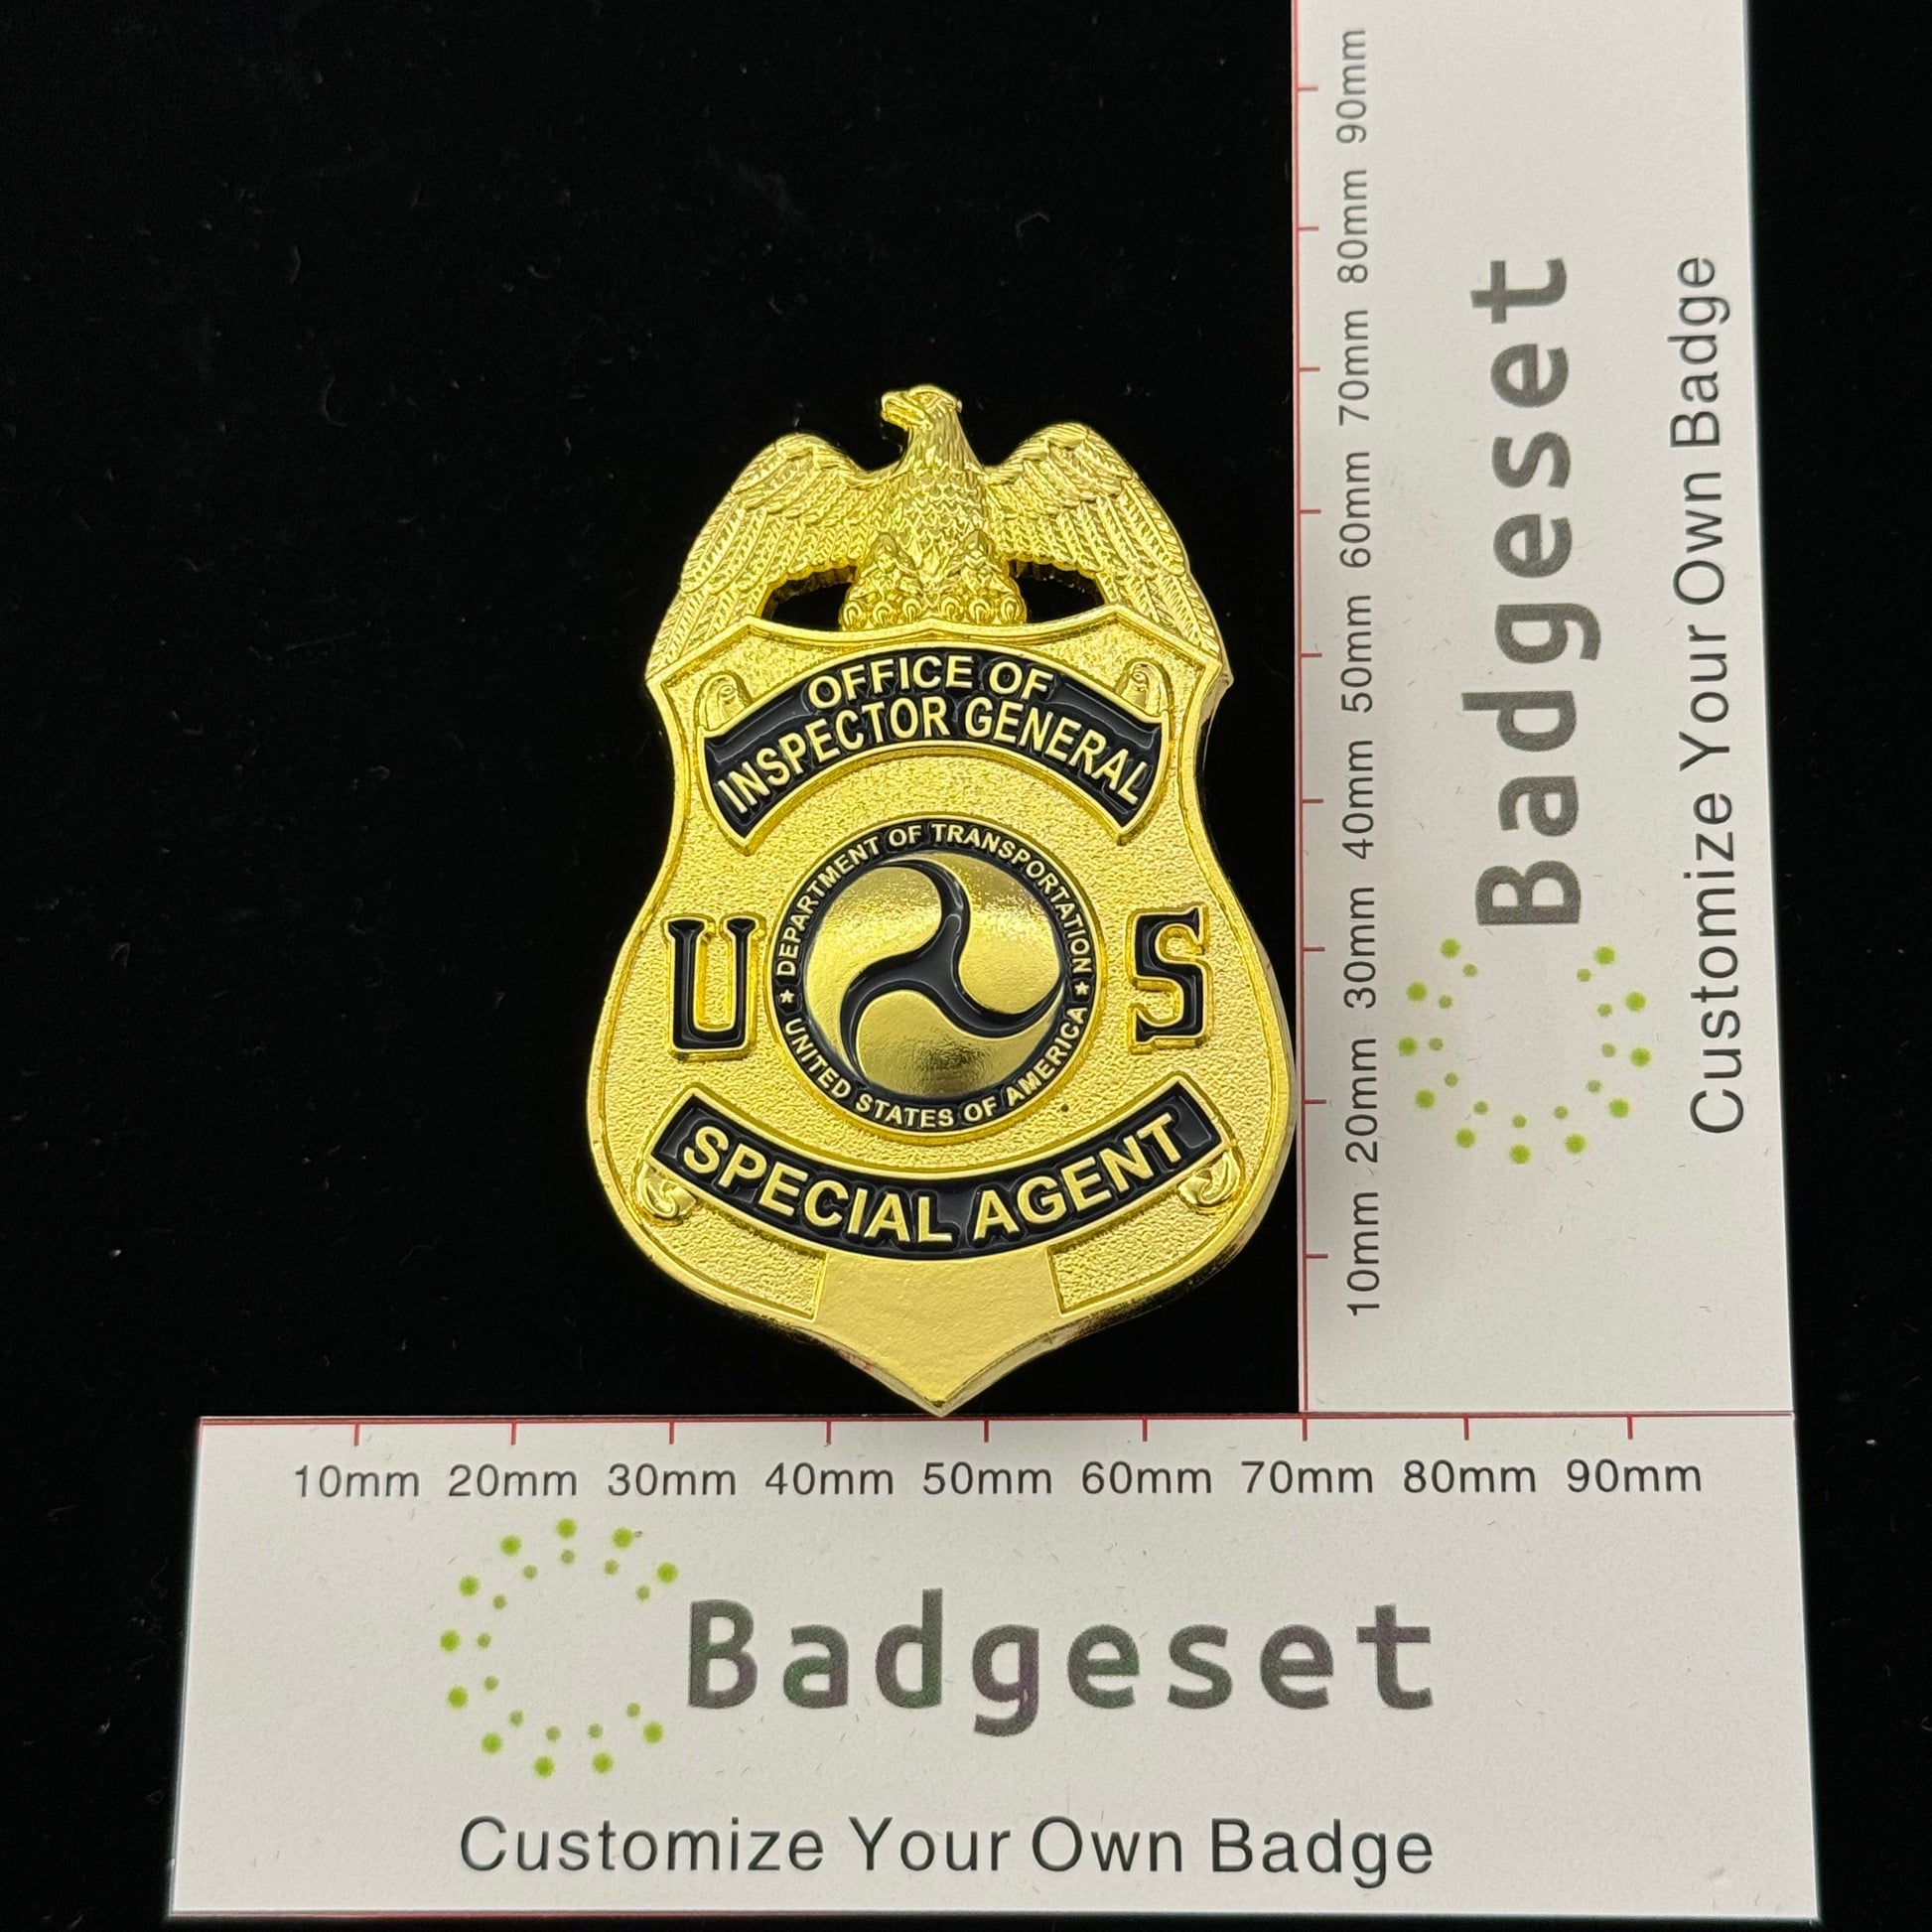 OFFICE OF
INSPECTOR GENERAL
DEPARTMENT OF TRANSPORTATION
U S
★ UNITED STATES OF AMERICA ★
SPECIAL AGENT
90mm
80mm
70mm
60mm
50mm
40mm
30mm
20mm
10mm
Badgeset
Customize Your Own Badge
10mm 20mm 30mm 40mm 50mm 60mm 70mm 80mm 90mm
Badgeset
Customize Your Own Badge